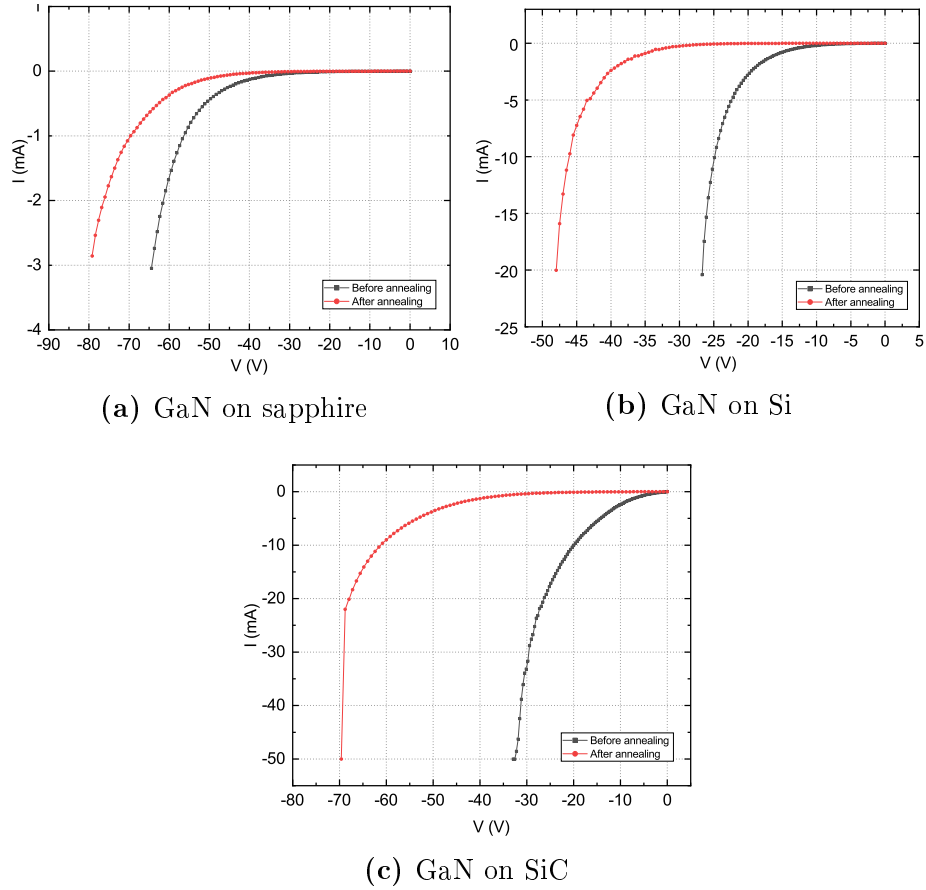 1
0
-1
-2
-3
-4
I (mA)
-90 -80 -70 -60 -50 -40 -30 -20 -10 0 10
V (V)
Before annealing
After annealing
(a) GaN on sapphire
0
-5
-10
-15
-20
-25
I (mA)
-50 -45 -40 -35 -30 -25 -20 -15 -10 -5 0 5
V (V)
Before annealing
After annealing
(b) GaN on Si
0
-10
-20
-30
-40
-50
I (mA)
-80 -70 -60 -50 -40 -30 -20 -10 0
V (V)
Before annealing
After annealing
(c) GaN on SiC